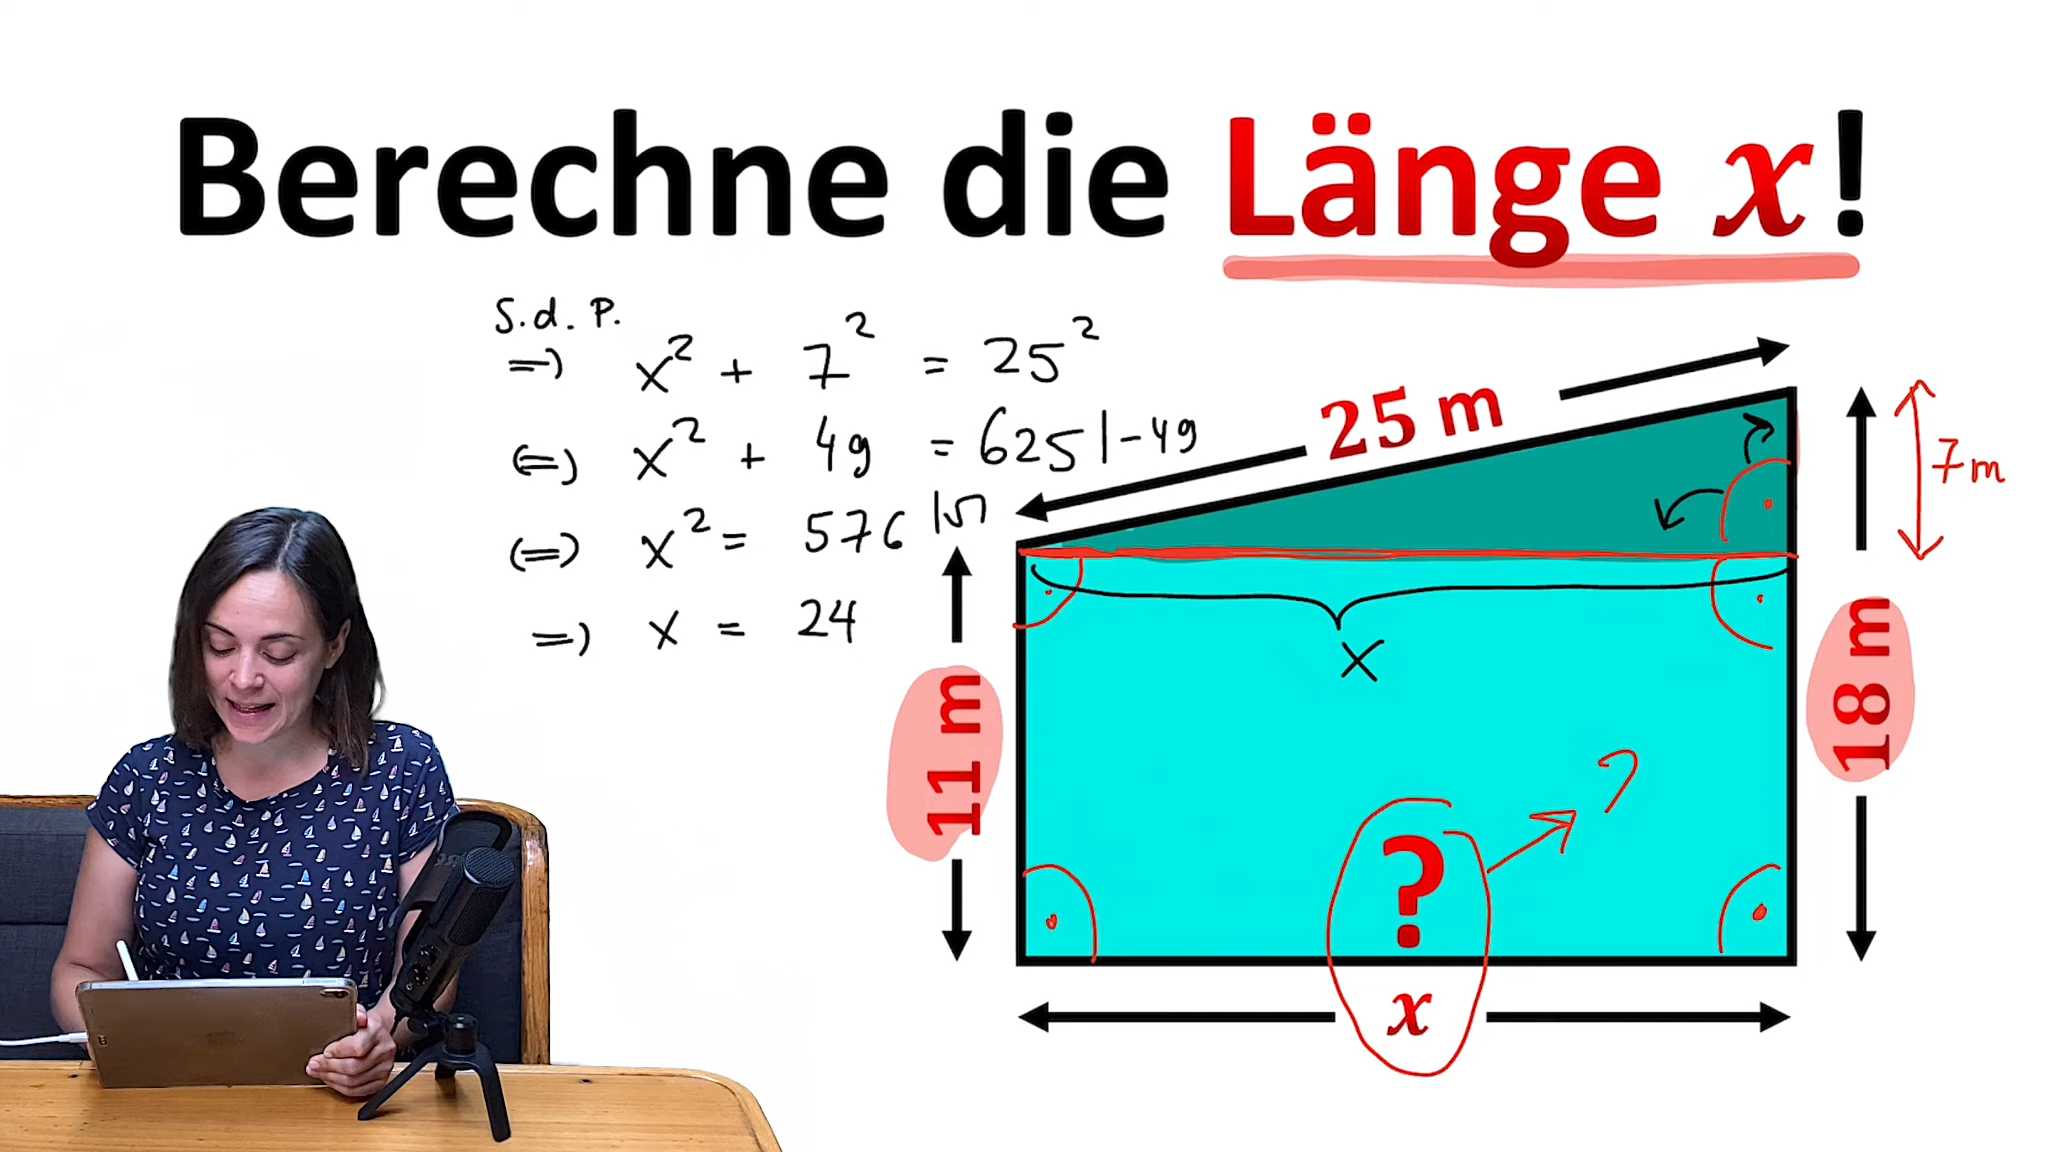 Berechne die Länge x!
S.d.P.
=> x² + 7² = 25²
<=> x² + 49 = 625 |-49
<=> x² = 576 |√
=> x = 24
25 m
7m
11 m
x
18 m
?
?
x